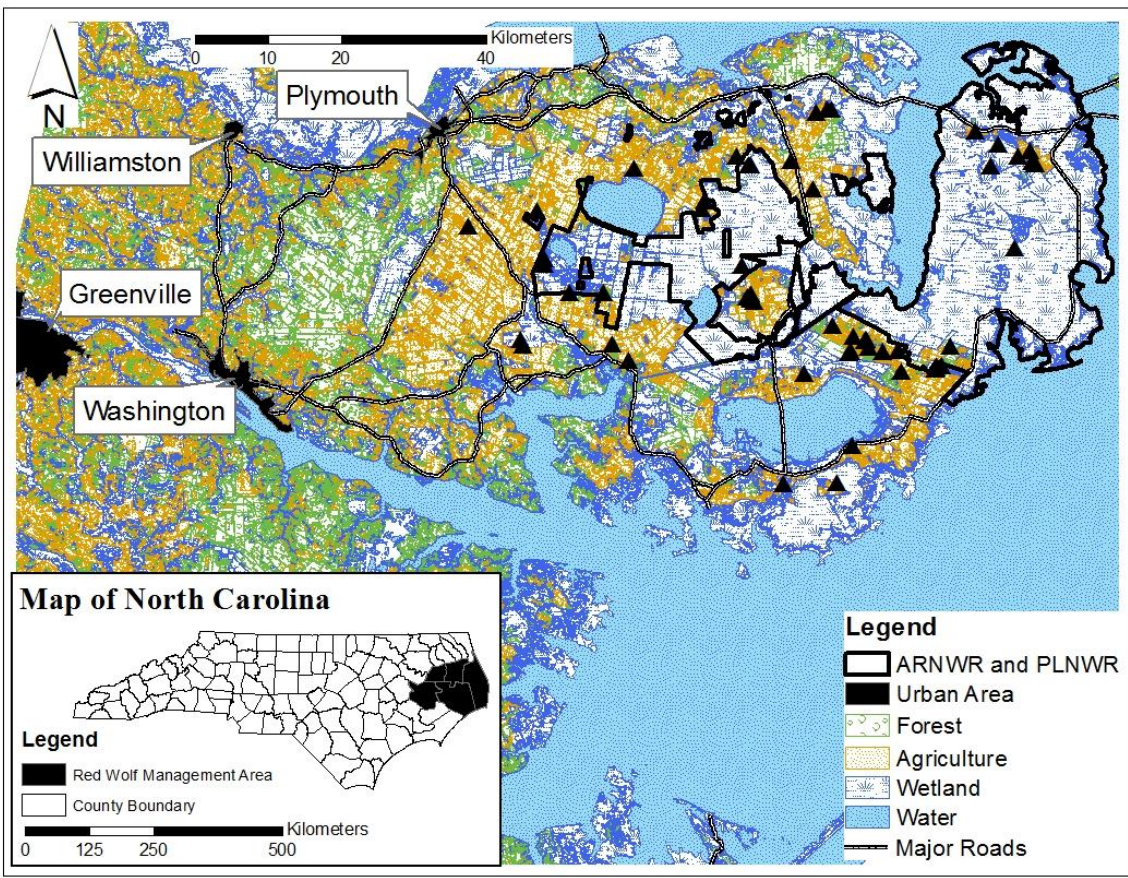 Kilometers
0 10 20 40
N
Plymouth
Williamston
Greenville
Washington
Map of North Carolina
Legend
Red Wolf Management Area
County Boundary
Kilometers
0 125 250 500
Legend
ARNWR and PLNWR
Urban Area
Forest
Agriculture
Wetland
Water
Major Roads